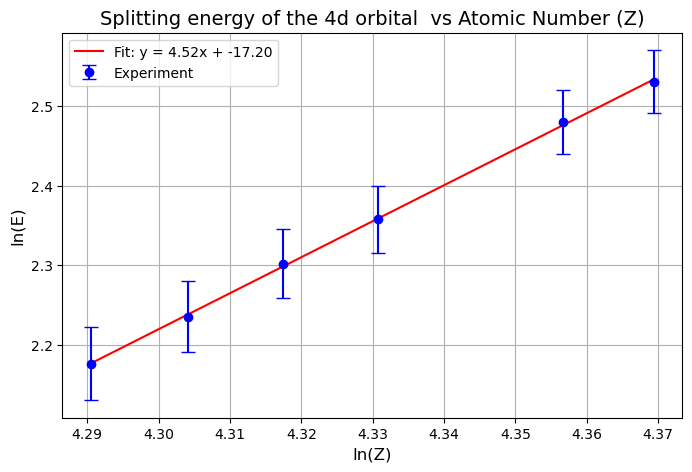 Splitting energy of the 4d orbital  vs Atomic Number (Z)
Fit: y = 4.52x + -17.20
Experiment
ln(E)
2.5
2.4
2.3
2.2
4.29 4.30 4.31 4.32 4.33 4.34 4.35 4.36 4.37
ln(Z)